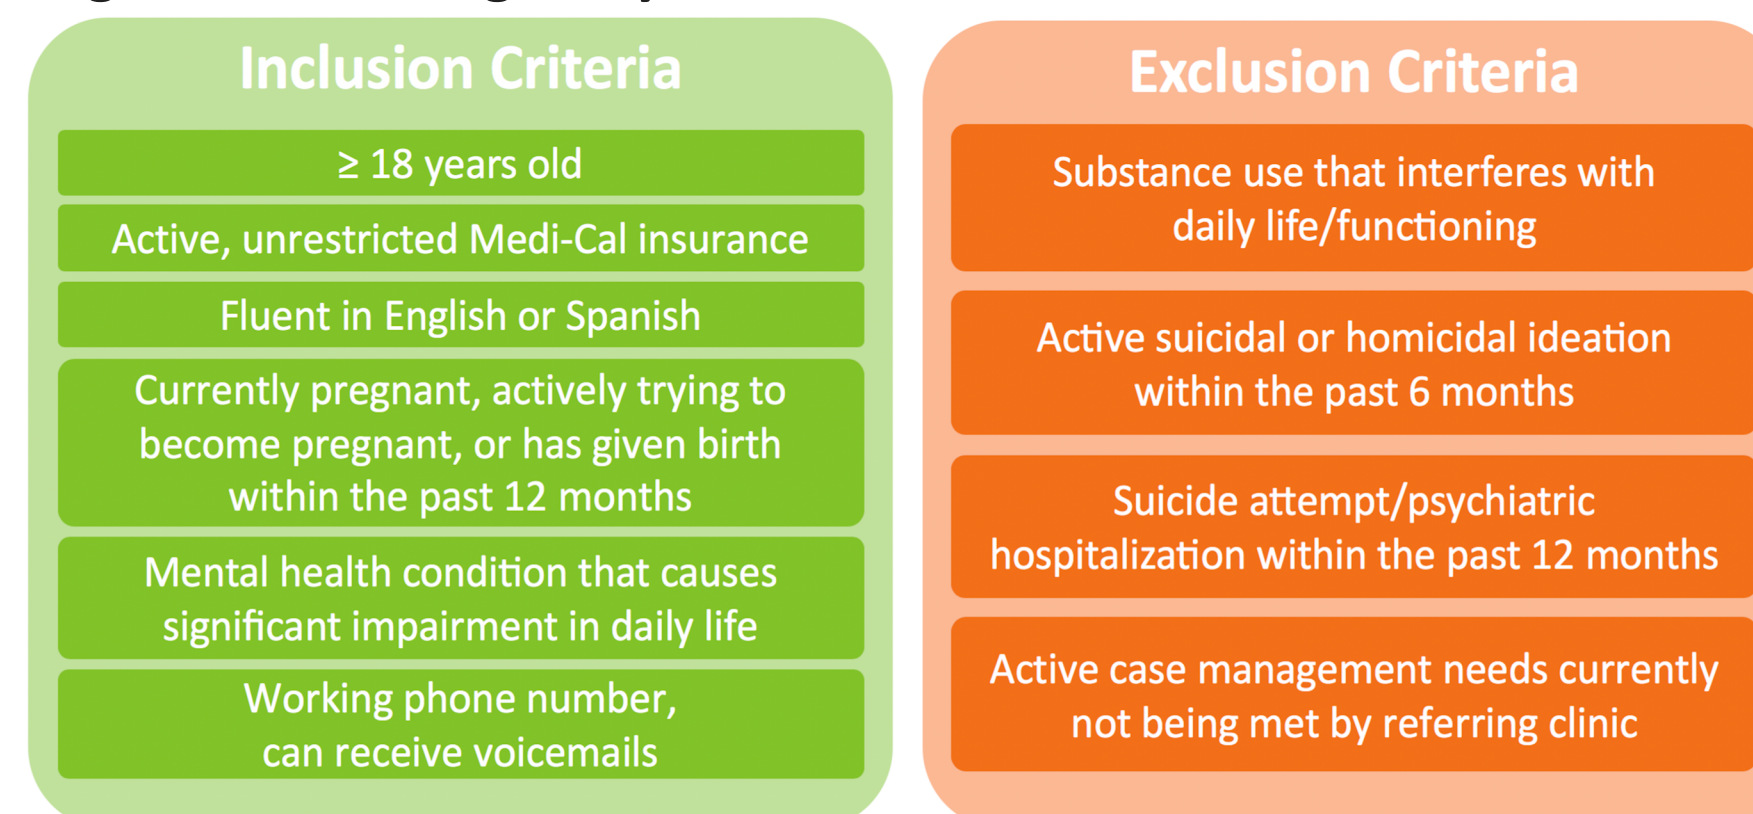 Inclusion Criteria
≥ 18 years old
Active, unrestricted Medi-Cal insurance
Fluent in English or Spanish
Currently pregnant, actively trying to
become pregnant, or has given birth
within the past 12 months
Mental health condition that causes
significant impairment in daily life
Working phone number,
can receive voicemails
Exclusion Criteria
Substance use that interferes with
daily life/functioning
Active suicidal or homicidal ideation
within the past 6 months
Suicide attempt/psychiatric
hospitalization within the past 12 months
Active case management needs currently
not being met by referring clinic